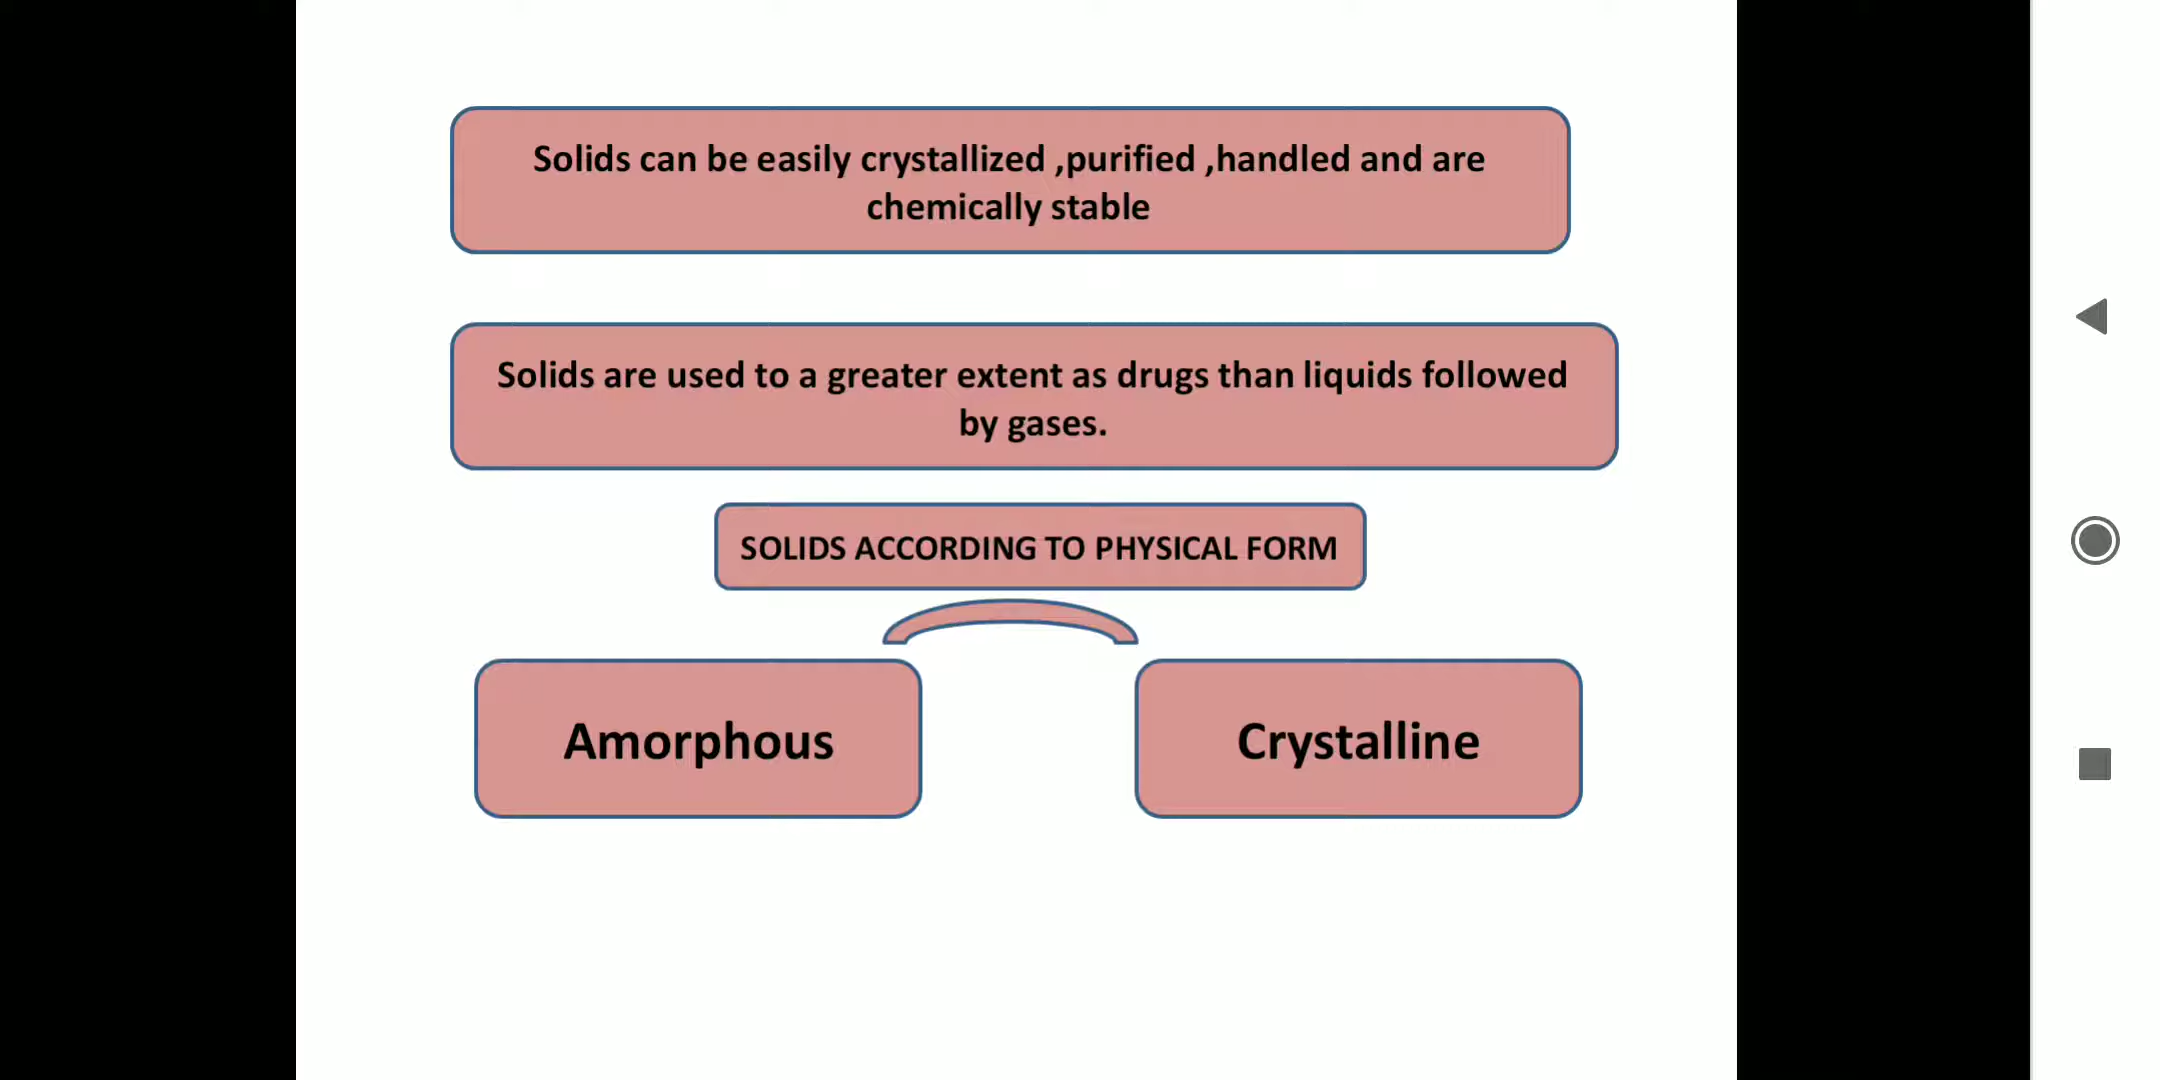 Solids can be easily crystallized ,purified ,handled and are
chemically stable
Solids are used to a greater extent as drugs than liquids followed
by gases.
SOLIDS ACCORDING TO PHYSICAL FORM
Amorphous
Crystalline